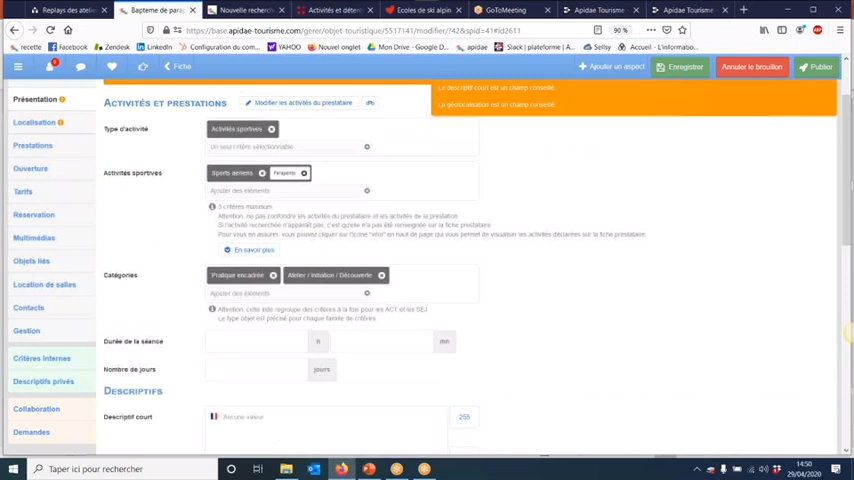 Replays des atelier
Bapteme de parap
Nouvelle recherch
Activités et déten
Ecoles de ski alpin
GoToMeeting
Apidae Tourisme
Apidae Tourisme
https://base.apidae-tourisme.com/gerer/objet-touristique/5517141/modifier/?42&spid=41#id2611
90 %
recette
Facebook
Zendesk
LinkedIn
Configuration du com...
YAHOO
Nouvel onglet
Mon Drive - Google D...
Slack | plateforme | A...
Sellsy
Accueil - L'informatio...
Fiche
Ajouter un aspect
Enregistrer
Annuler le brouillon
Publier
Le descriptif court est un champ conseillé.
La géolocalisation est un champ conseillé.
Présentation
Localisation
Prestations
Ouverture
Tarifs
Réservation
Multimédias
Objets liés
Location de salles
Contacts
Gestion
Critères internes
Descriptifs privés
Collaboration
Demandes
ACTIVITÉS ET PRESTATIONS
Modifier les activités du prestataire
Type d'activité
Activités sportives
Un seul critère sélectionnable
Activités sportives
Sports aériens
Parapente
Ajouter des éléments
3 critères maximum
Attention, ne pas confondre les activités du prestataire et les activités de la prestation.
Si l'activité recherchée n'apparaît pas, c'est qu'elle n'a pas été renseignée sur la fiche prestataire.
Pour vous en assurer, vous pouvez cliquer sur l'icône "vélo" en haut de page qui vous permet de visualiser les activités déclarées sur la fiche prestataire.
En savoir plus
Catégories
Pratique encadrée
Atelier / Initiation / Découverte
Ajouter des éléments
Attention, cette liste regroupe des critères à la fois pour les ACT et les SEJ
Le type objet est précisé pour chaque famille de critères.
Durée de la séance
h
mn
Nombre de jours
jours
DESCRIPTIFS
Descriptif court
Aucune valeur
255
Taper ici pour rechercher
14:50
29/04/2020